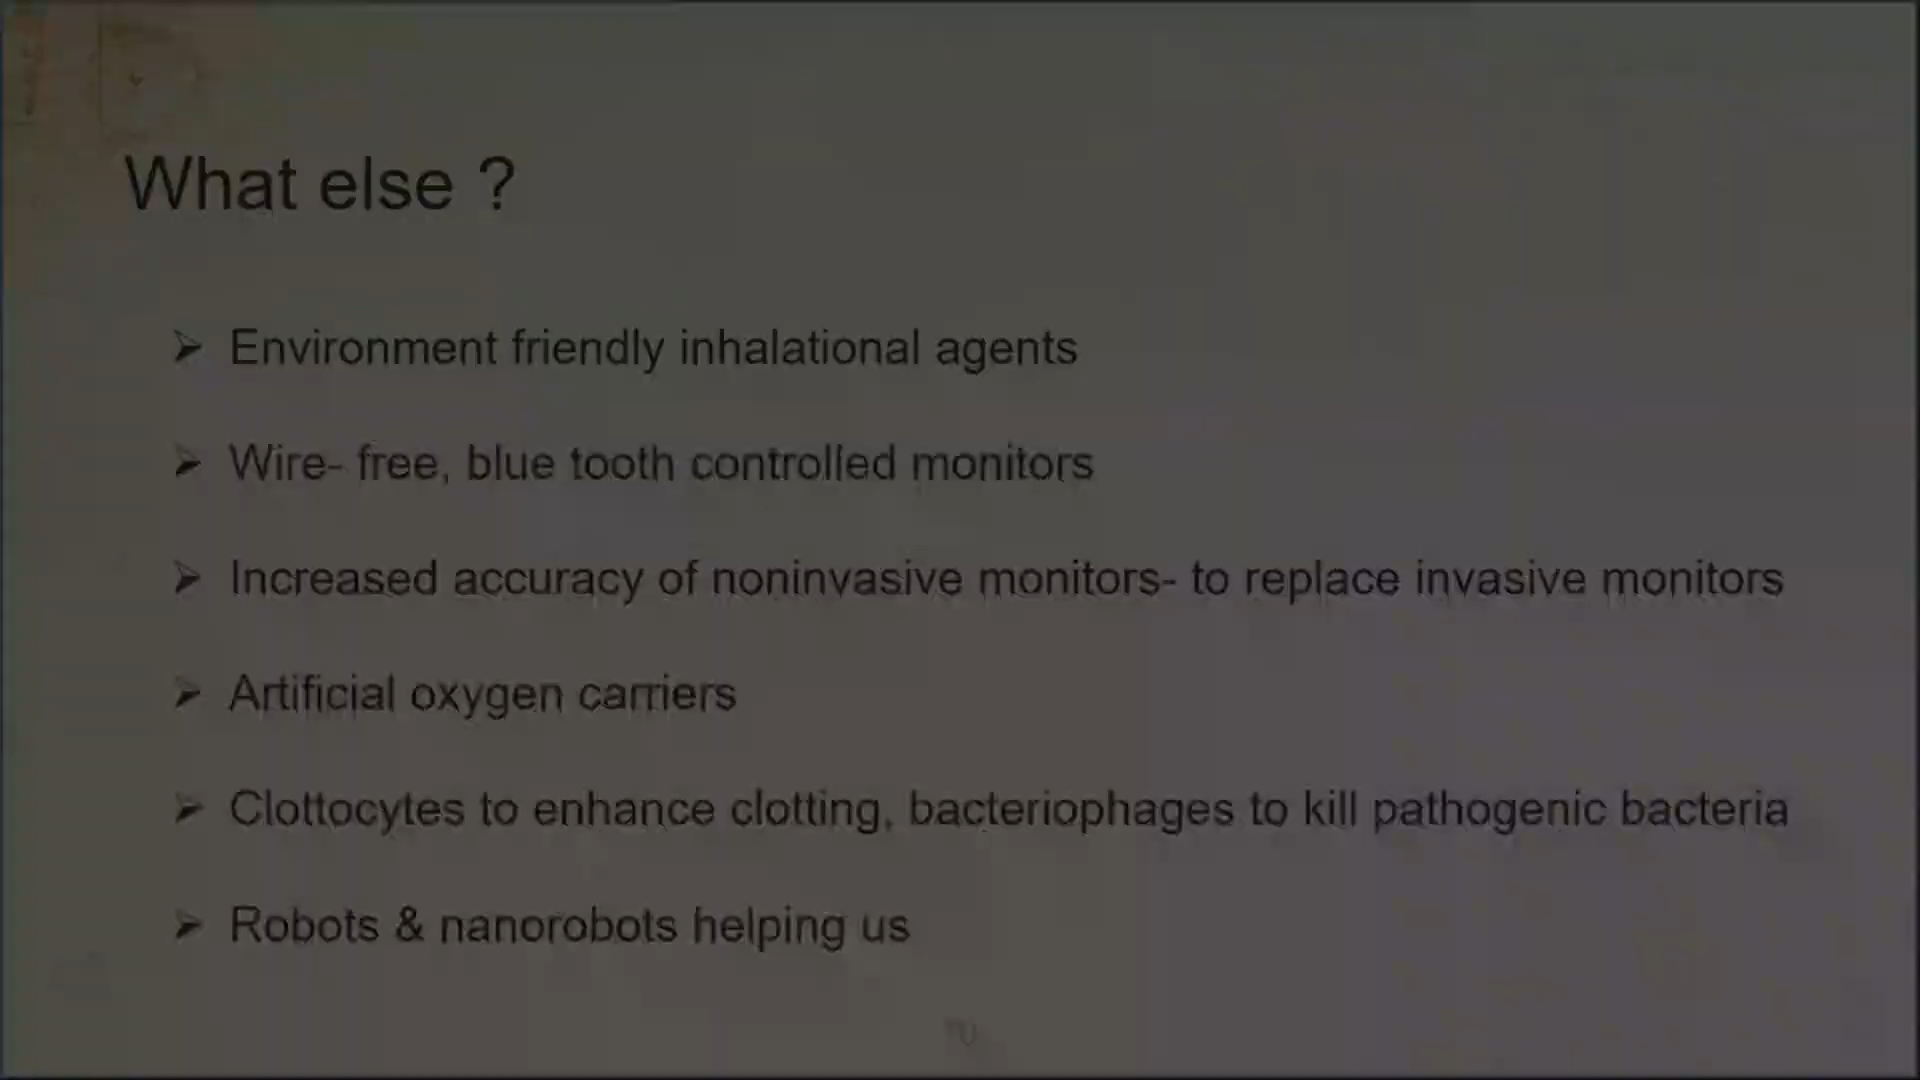 What else ?
➢ Environment friendly inhalational agents
➢ Wire- free, blue tooth controlled monitors
➢ Increased accuracy of noninvasive monitors- to replace invasive monitors
➢ Artificial oxygen carriers
➢ Clottocytes to enhance clotting, bacteriophages to kill pathogenic bacteria
➢ Robots & nanorobots helping us